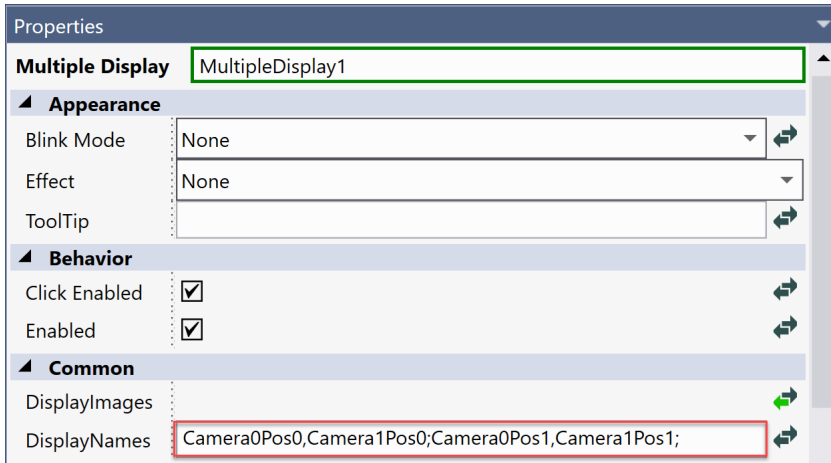 Properties
Multiple Display MultipleDisplay1
Appearance
Blink Mode None
Effect None
ToolTip
Behavior
Click Enabled
Enabled
Common
DisplayImages
DisplayNames Camera0Pos0,Camera1Pos0;Camera0Pos1,Camera1Pos1;